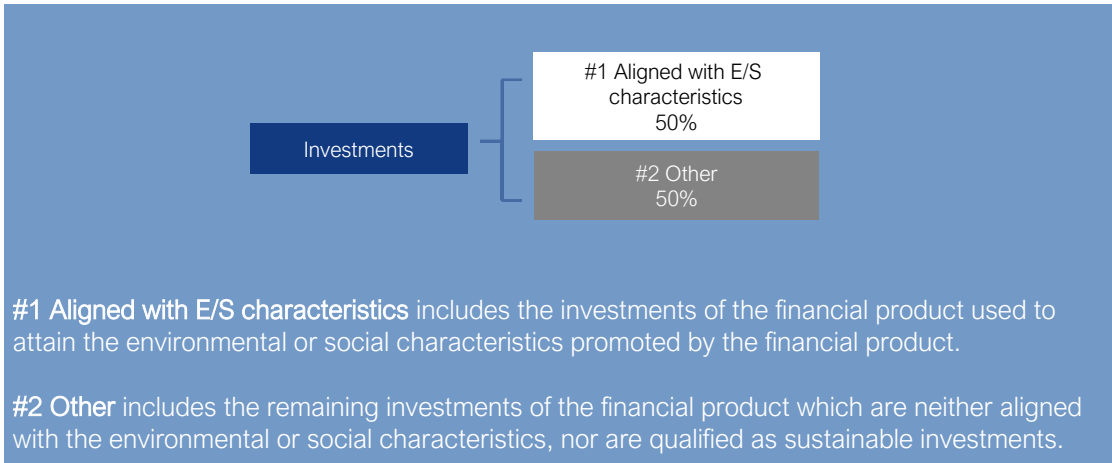 #1 Aligned with E/S
characteristics
50%
Investments
#2 Other
50%
#1 Aligned with E/S characteristics includes the investments of the financial product used to
attain the environmental or social characteristics promoted by the financial product.
#2 Other includes the remaining investments of the financial product which are neither aligned
with the environmental or social characteristics, nor are qualified as sustainable investments.